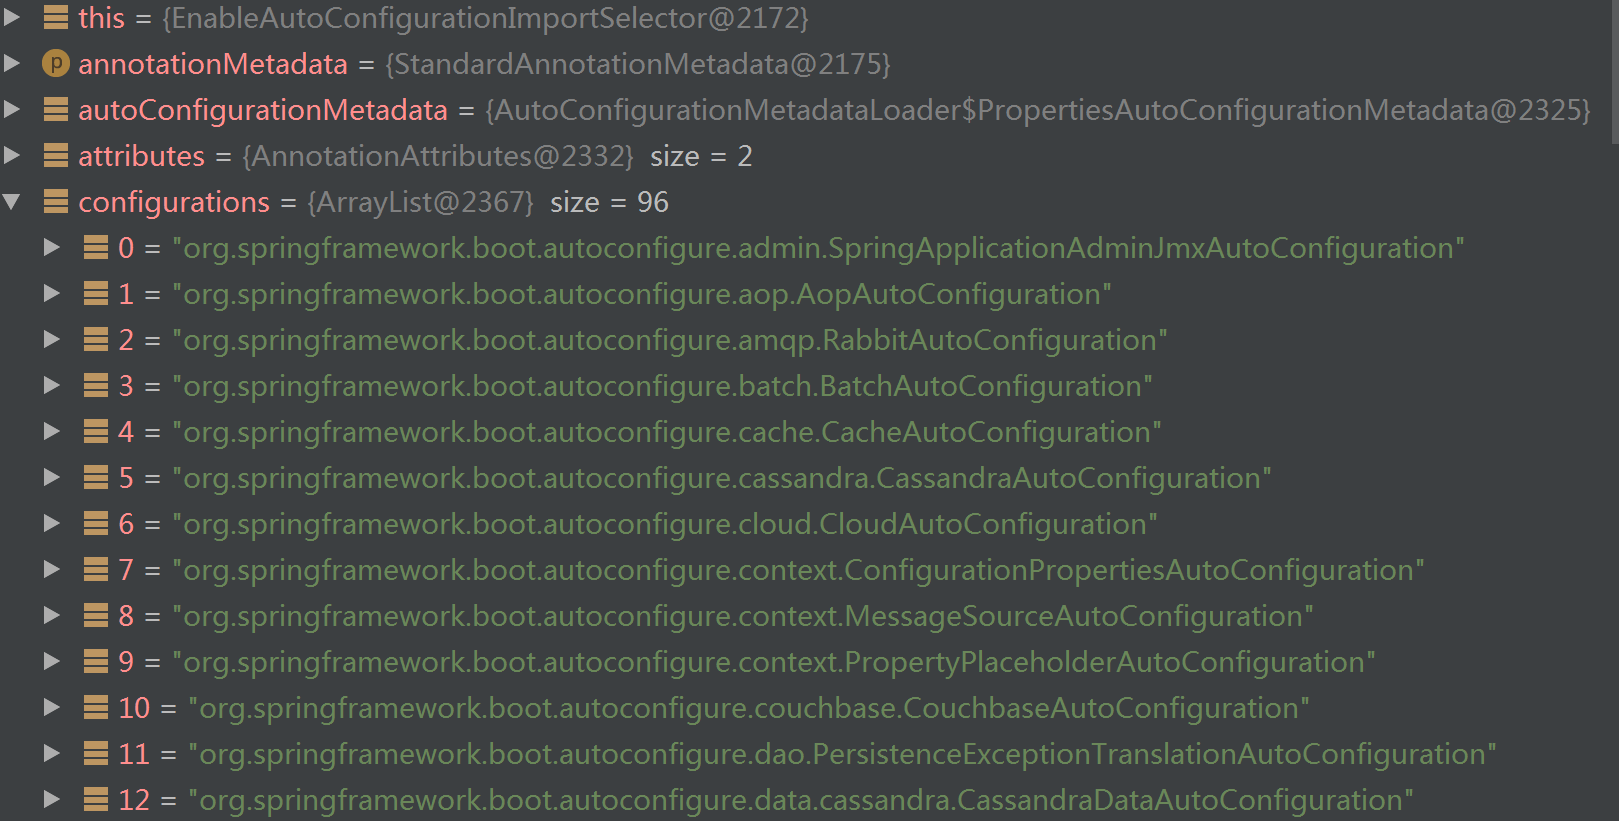 this = {EnableAutoConfigurationImportSelector@2172}
p annotationMetadata = {StandardAnnotationMetadata@2175}
autoConfigurationMetadata = {AutoConfigurationMetadataLoader$PropertiesAutoConfigurationMetadata@2325}
attributes = {AnnotationAttributes@2332} size = 2
configurations = {ArrayList@2367} size = 96
0 = "org.springframework.boot.autoconfigure.admin.SpringApplicationAdminJmxAutoConfiguration"
1 = "org.springframework.boot.autoconfigure.aop.AopAutoConfiguration"
2 = "org.springframework.boot.autoconfigure.amqp.RabbitAutoConfiguration"
3 = "org.springframework.boot.autoconfigure.batch.BatchAutoConfiguration"
4 = "org.springframework.boot.autoconfigure.cache.CacheAutoConfiguration"
5 = "org.springframework.boot.autoconfigure.cassandra.CassandraAutoConfiguration"
6 = "org.springframework.boot.autoconfigure.cloud.CloudAutoConfiguration"
7 = "org.springframework.boot.autoconfigure.context.ConfigurationPropertiesAutoConfiguration"
8 = "org.springframework.boot.autoconfigure.context.MessageSourceAutoConfiguration"
9 = "org.springframework.boot.autoconfigure.context.PropertyPlaceholderAutoConfiguration"
10 = "org.springframework.boot.autoconfigure.couchbase.CouchbaseAutoConfiguration"
11 = "org.springframework.boot.autoconfigure.dao.PersistenceExceptionTranslationAutoConfiguration"
12 = "org.springframework.boot.autoconfigure.data.cassandra.CassandraDataAutoConfiguration"